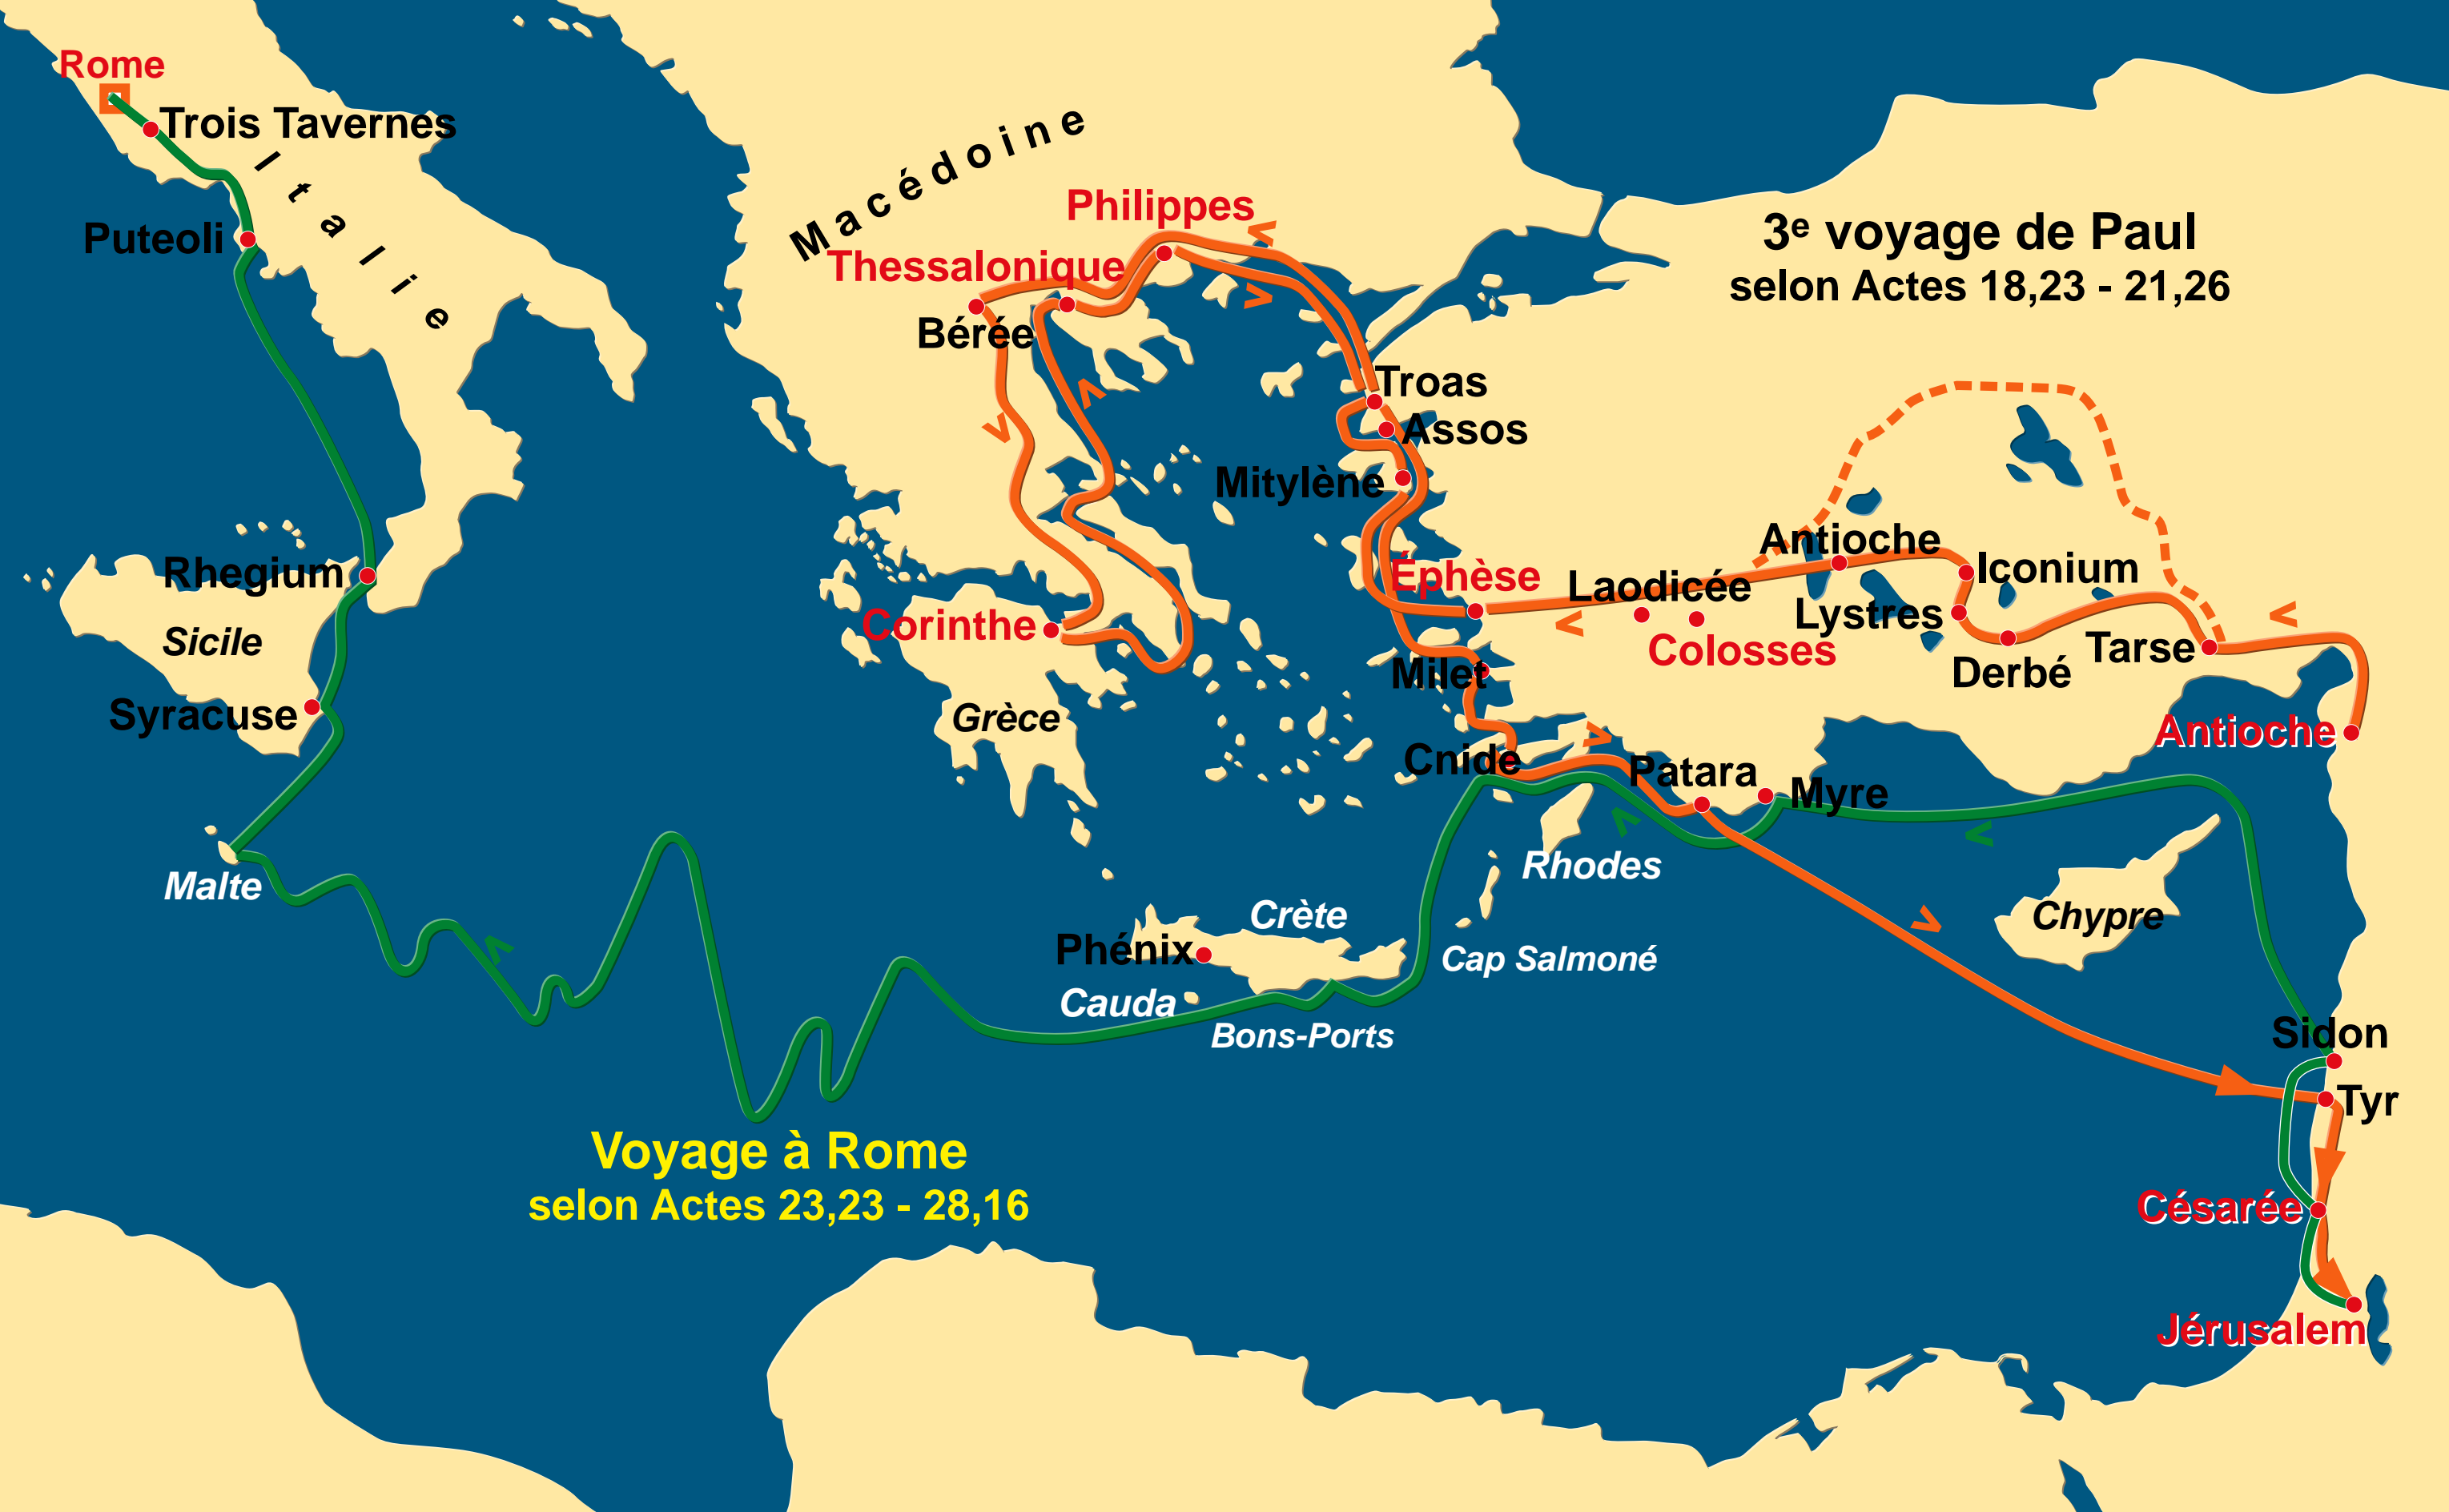 Rome
Trois Tavernes
Italie
Puteoli
Rhegium
Sicile
Syracuse
Malte
Macédoine
Philippes
Thessalonique
Bérée
3e voyage de Paul
selon Actes 18,23 - 21,26
Troas
Assos
Mitylène
Éphèse
Laodicée
Antioche
Iconium
Lystres
Colosses
Derbé
Tarse
Antioche
Corinthe
Grèce
Milet
Cnide
Patara
Myre
Rhodes
Crète
Phénix
Cap Salmoné
Cauda
Bons-Ports
Chypre
Sidon
Tyr
Voyage à Rome
selon Actes 23,23 - 28,16
Césarée
Jérusalem